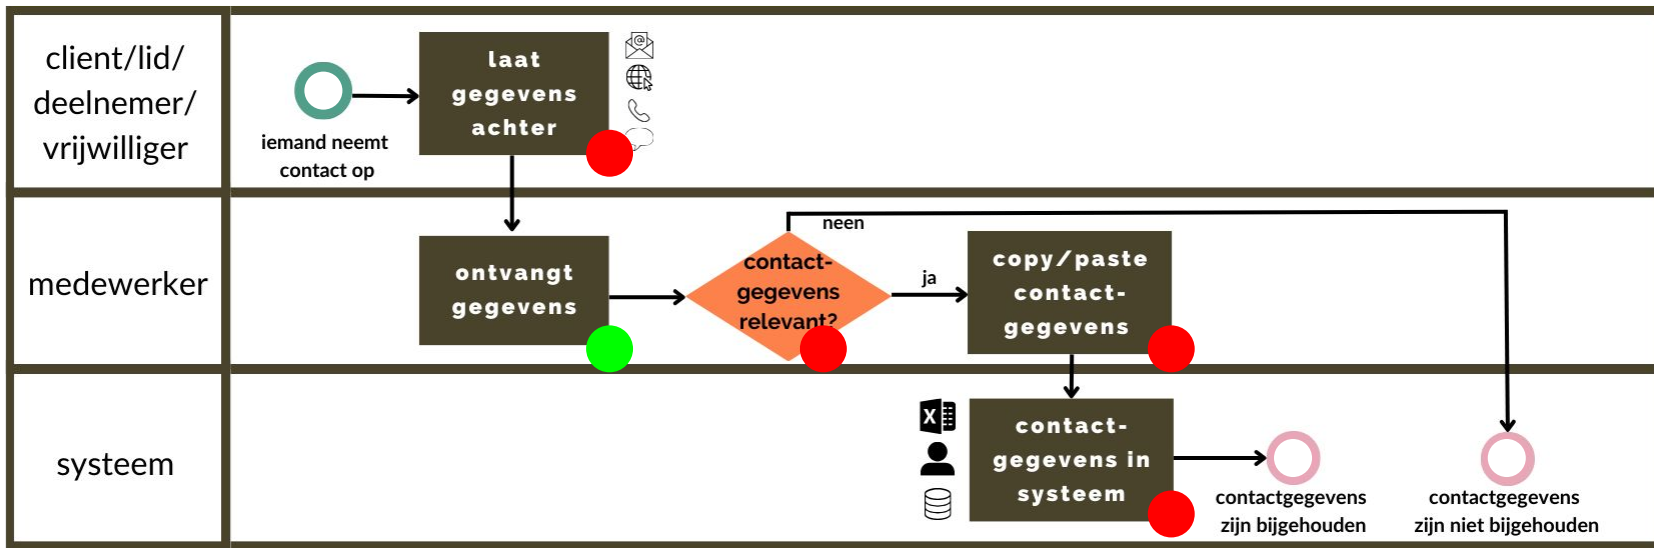 client/lid/
deelnemer/
vrijwilliger
iemand neemt
contact op
laat
gegevens
achter
medewerker
ontvangt
gegevens
contact-
gegevens
relevant?
neen
ja
copy/paste
contact-
gegevens
systeem
X
contact-
gegevens in
systeem
contactgegevens
zijn bijgehouden
contactgegevens
zijn niet bijgehouden